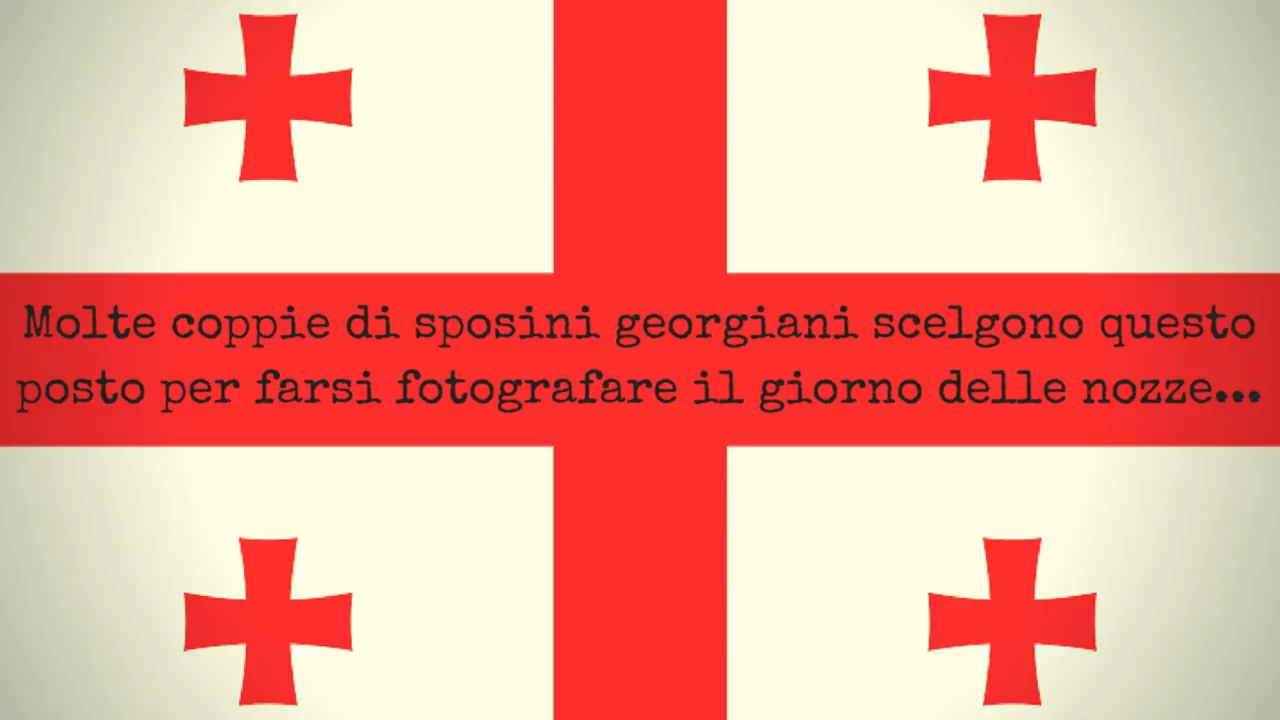 Molte coppie di sposini georgiani scelgono questo
posto per farsi fotografare il giorno delle nozze...